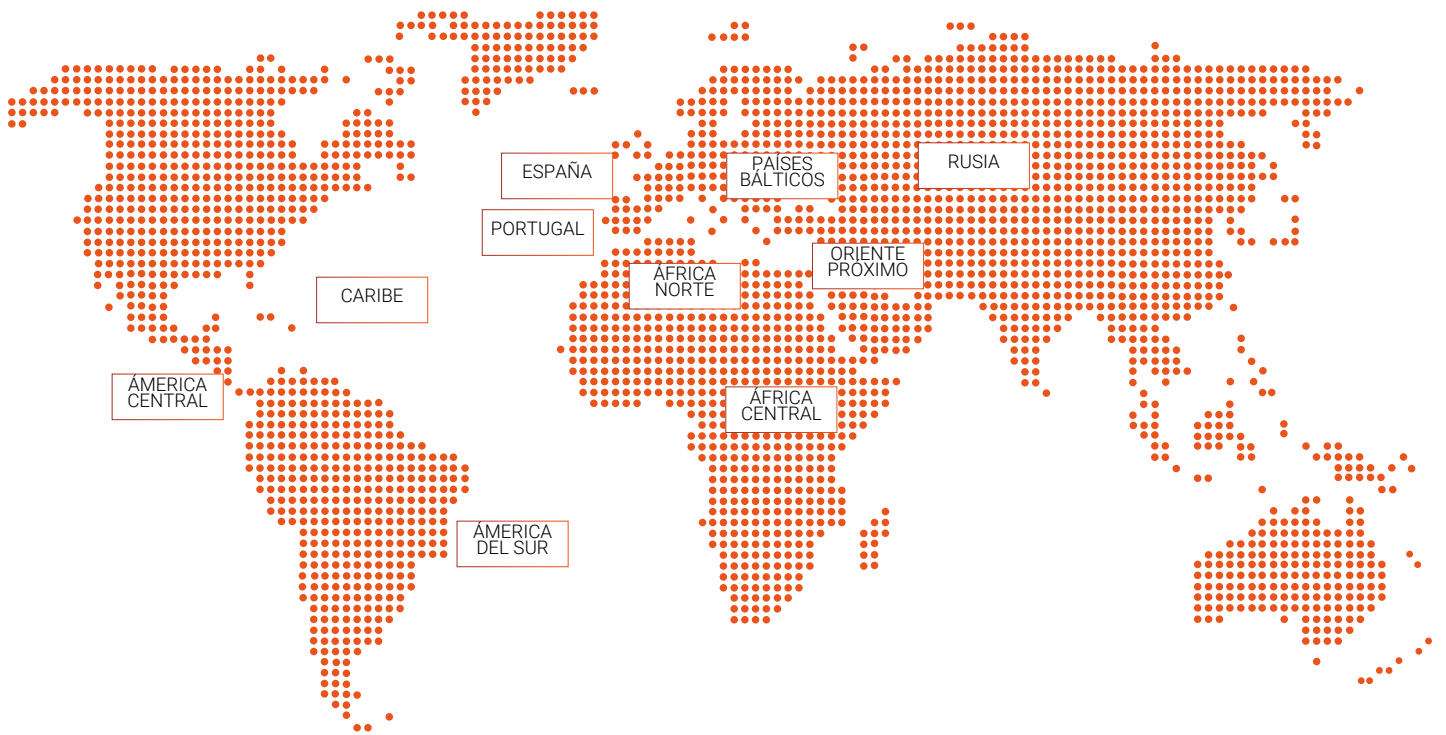 ESPAÑA
PAÍSES
BÁLTICOS
RUSIA
PORTUGAL
ORIENTE
PRÓXIMO
ÁFRICA
NORTE
CARIBE
ÁMERICA
CENTRAL
ÁFRICA
CENTRAL
ÁMERICA
DEL SUR